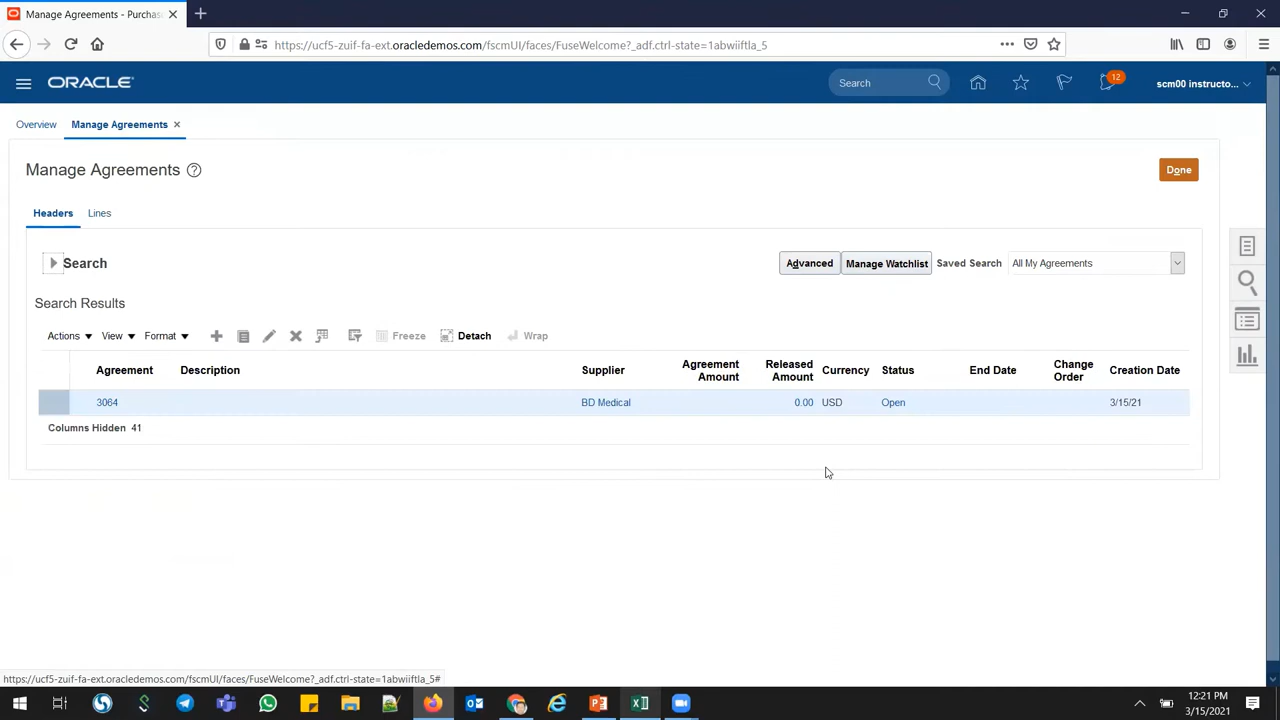 Manage Agreements - Purchas
https://ucf5-zuif-fa-ext.oracledemos.com/fscmUI/faces/FuseWelcome?_adf.ctrl-state=1abwiiftla_5
ORACLE
Search
12
scm00 instructo...
Overview
Manage Agreements
Manage Agreements
Done
Headers
Lines
Search
Advanced
Manage Watchlist
Saved Search
All My Agreements
Search Results
Actions
View
Format
Freeze
Detach
Wrap
Agreement
Description
Supplier
Agreement
Amount
Released
Amount
Currency
Status
End Date
Change
Order
Creation Date
3064
BD Medical
0.00
USD
Open
3/15/21
Columns Hidden 41
https://ucf5-zuif-fa-ext.oracledemos.com/fscmUI/faces/FuseWelcome?_adf.ctrl-state=1abwiiftla_5#
12:21 PM
3/15/2021